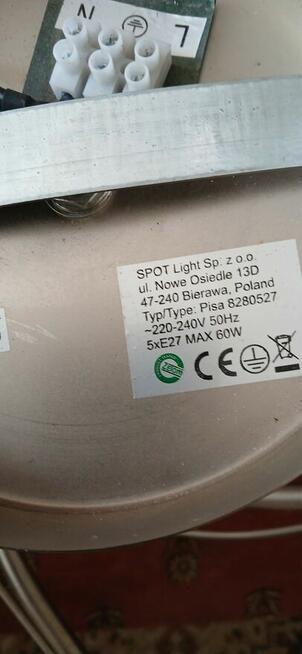 N L
SPOT Light Sp. z o.o.
ul. Nowe Osiedle 13D
47-240 Bierawa, Poland
Typ/Type: Pisa 8280527
~220-240V 50Hz
5xE27 MAX 60W
CE